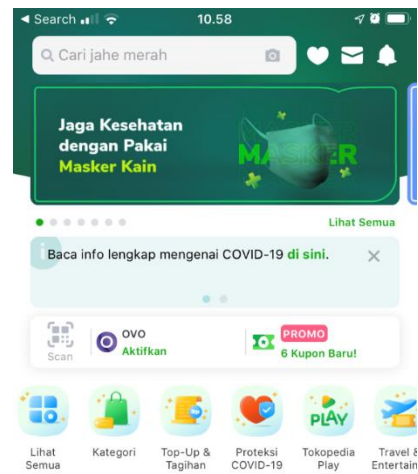 Search
10.58
Cari jahe merah
Jaga Kesehatan
dengan Pakai
Masker Kain
MASKER
Lihat Semua
Baca info lengkap mengenai COVID-19 di sini.
Scan
OVO
Aktifkan
PROMO
6 Kupon Baru!
Lihat
Semua
Kategori
Top-Up &
Tagihan
Proteksi
COVID-19
PLAY
Tokopedia
Play
Travel &